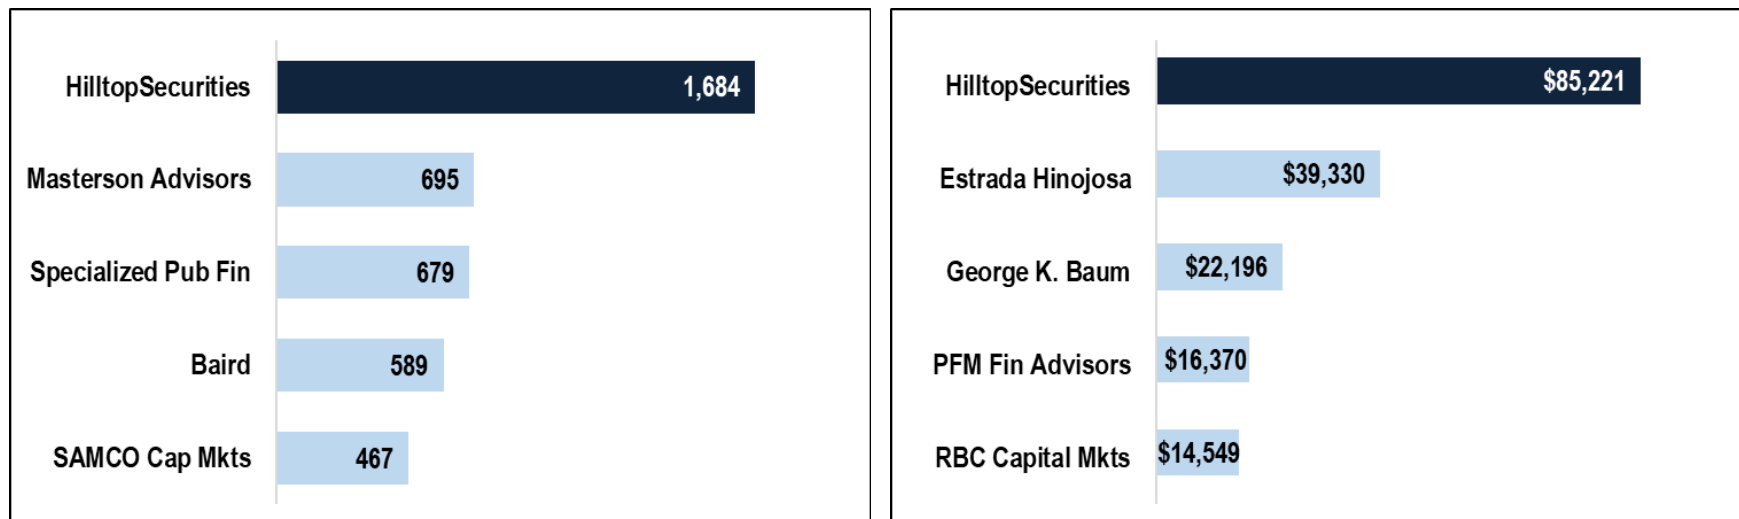 HilltopSecurities 1,684
Masterson Advisors 695
Specialized Pub Fin 679
Baird 589
SAMCO Cap Mkts 467
HilltopSecurities $85,221
Estrada Hinojosa $39,330
George K. Baum $22,196
PFM Fin Advisors $16,370
RBC Capital Mkts $14,549